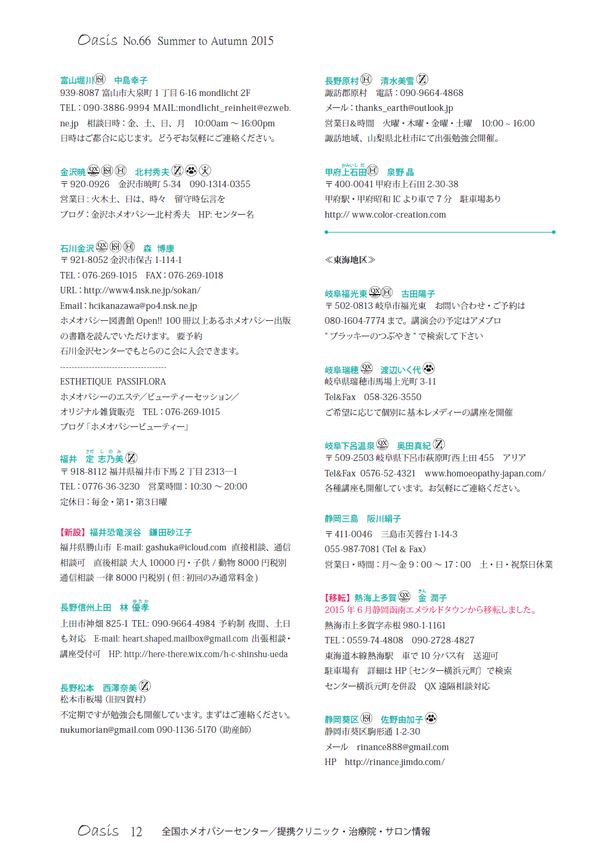 Oasis No.66 Summer to Autumn 2015
富山堀川 中島幸子
939-8087 富山市大泉町 1 丁目 6-16 mondlicht 2F
TEL：090-3886-9994 MAIL:mondlicht_reinheit@ezweb.
ne.jp 相談日時：金、土、日、月 10:00am ～ 16:00pm
日時はご都合に応じます。どうぞお気軽にご連絡ください。
金沢暁 北村秀夫
〒920-0926 金沢市暁町 5-34 090-1314-0355
営業日：火木土、日は、時々 留守時伝言を
ブログ：金沢ホメオパシー北村秀夫 HP: センター名
石川金沢 森 博康
〒 921-8052 金沢市保古 1-114-1
TEL：076-269-1015 FAX：076-269-1018
URL：http://www4.nsk.ne.jp/sokan/
Email：hcikanazawa@po4.nsk.ne.jp
ホメオパシー図書館 Open!! 100 冊以上あるホメオパシー出版
の書籍を読んでいただけます。 要予約
石川金沢センターでもとらのこ会に入会できます。
------------------------------------
ESTHETIQUE PASSIFLORA
ホメオパシーのエステ／ビューティーセッション／
オリジナル雑貨販売 TEL：076-269-1015
ブログ「ホメオパシービューティー」
福井 定 志乃美
〒 918-8112 福井県福井市下馬 2 丁目 2313―1
TEL：0776-36-3230 営業時間：10:30 ～ 20:00
定休日：毎金・第1・第3日曜
【新設】福井恐竜渓谷 鎌田砂江子
福井県勝山市 E-mail: gashuka@icloud.com 直接相談、通信
相談可 直接相談 大人 10000 円・子供 / 動物 8000 円税別
通信相談 一律 8000 円税別 ( 但 : 初回のみ通常料金 )
長野信州上田 林 優孝
上田市神畑 825-1 TEL: 090-9664-4984 予約制 夜間、土日
も対応 E-mail: heart.shaped.mailbox@gmail.com 出張相談・
講座受付可 HP: http://here-there.wix.com/h-c-shinshu-ueda
長野松本 西澤奈美
松本市板場（旧四賀村）
不定期ですが勉強会も開催しています。まずはご連絡ください。
nukumorian@gmail.com 090-1136-5170（助産師）
長野原村 清水美雪
諏訪郡原村 電話：090-9664-4868
メール：thanks_earth@outlook.jp
営業日＆時間 火曜・木曜・金曜・土曜 10:00 ~ 16:00
諏訪地域、山梨県北杜市にて出張勉強会開催。
甲府上石田 泉野 晶
〒400-0041 甲府市上石田 2-30-38
甲府駅・甲府昭和 IC より車で 7 分 駐車場あり
http:// www.color-creation.com
≪東海地区≫
岐阜福光東 古田陽子
〒502-0813 岐阜市福光東 お問い合わせ・ご予約は
080-1604-7774 まで。講演会の予定はアメブロ
" ブラッキーのつぶやき " で検索して下さい
岐阜瑞穂 渡辺いく代
岐阜県瑞穂市馬場上光町 3-11
Tel&Fax 058-326-3550
ご希望に応じて個別に基本レメディーの講座を開催
岐阜下呂温泉 奥田真紀
〒509-2503 岐阜県下呂市萩原町西上田 455 アリア
Tel&Fax 0576-52-4321 www.homoeopathy-japan.com/
各種講座も開催しています。お気軽にご連絡ください。
静岡三島 阪川絹子
〒411-0046 三島市芙蓉台 1-14-3
055-987-7081 (Tel & Fax)
営業日・時間：月～金 9：00 ～ 17：00 土・日・祝祭日休業
【移転】熱海上多賀 金 潤子
2015 年 6 月静岡函南エメラルドタウンから移転しました。
熱海市上多賀字赤根 980-1-1161
TEL：0559-74-4808 090-2728-4827
東海道本線熱海駅 車で 10 分バス有 送迎可
駐車場有 詳細は HP〔センター横浜元町〕で検索
センター横浜元町を併設 QX 遠隔相談対応
静岡葵区 佐野由加子
静岡市葵区駒形通 1-2-30
メール rinance888@gmail.com
HP http://rinance.jimdo.com/
Oasis 12 全国ホメオパシーセンター／提携クリニック・治療院・サロン情報